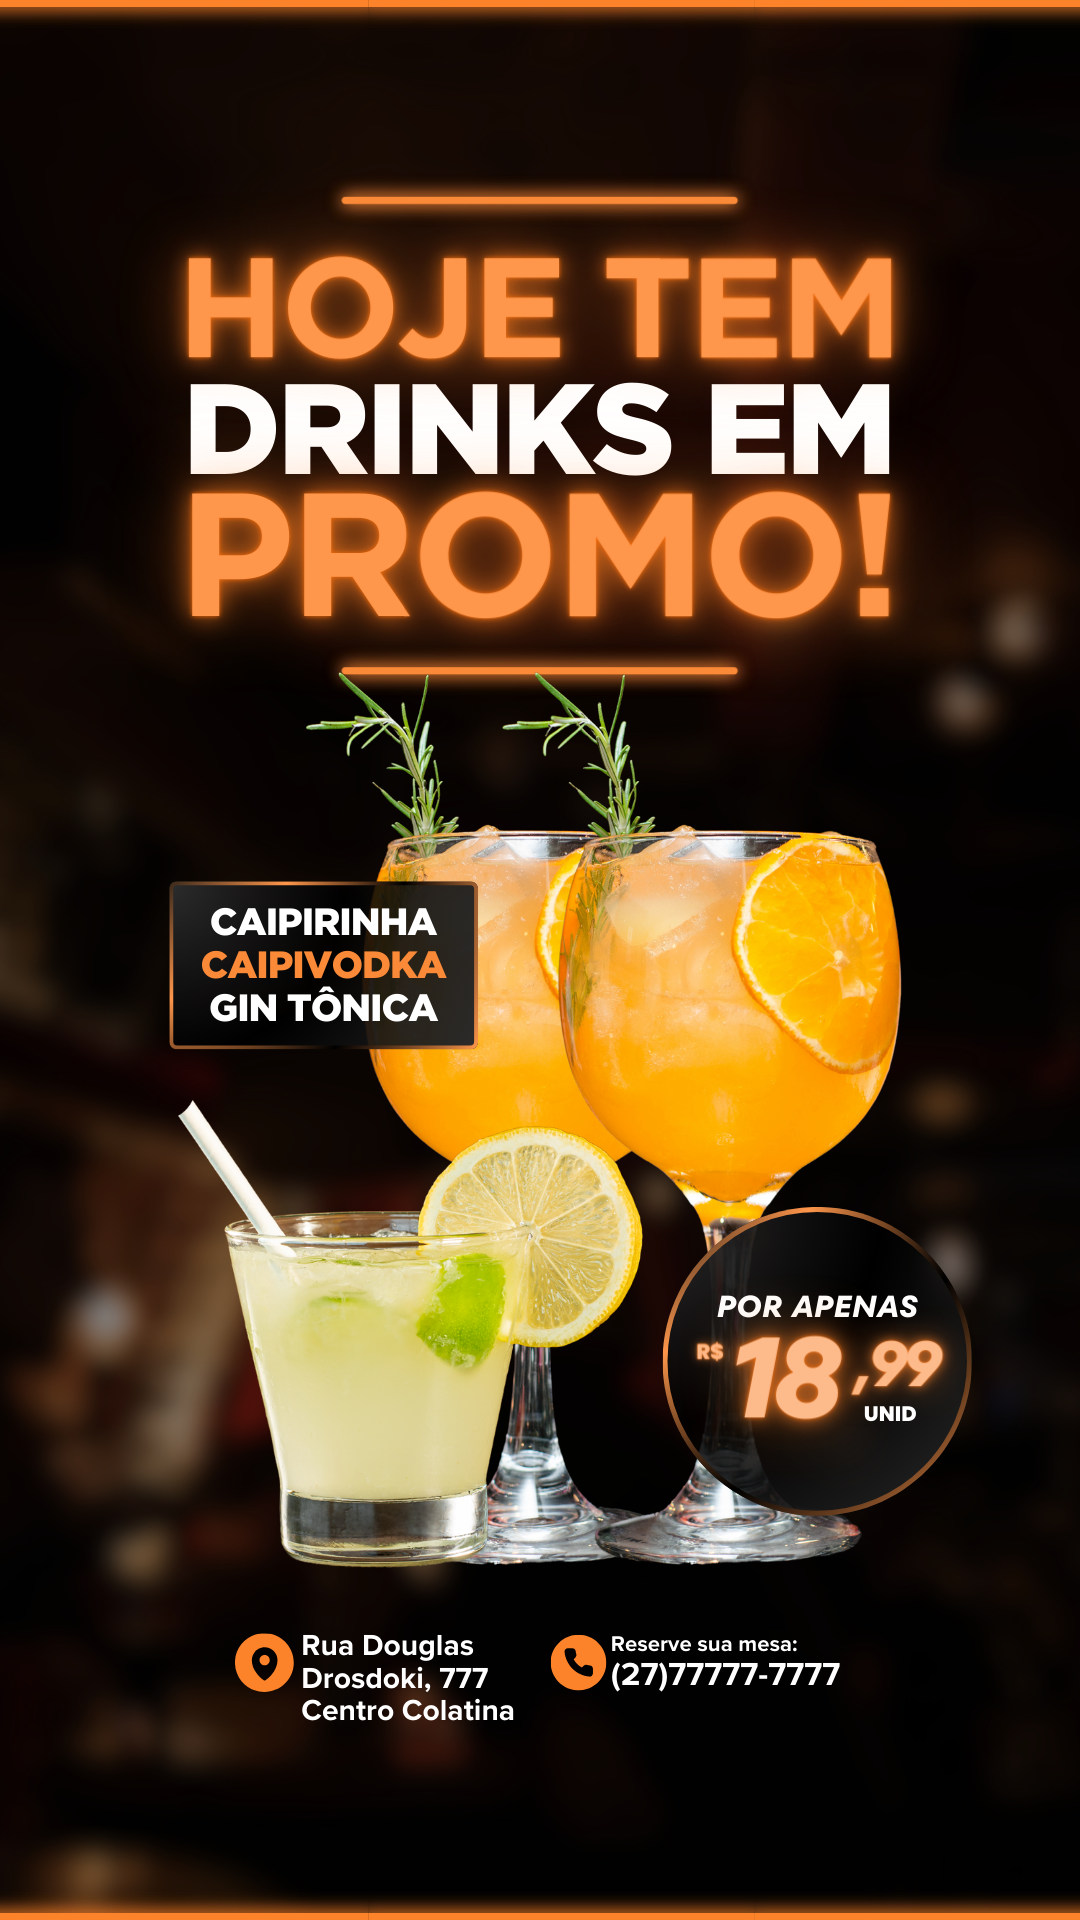 HOJE TEM
DRINKS EM
PROMO!
CAIPIRINHA
CAIPIVODKA
GIN TÔNICA
POR APENAS
R$ 18,99
UNID
Rua Douglas
Drosdoki, 777
Centro Colatina
Reserve sua mesa:
(27)77777-7777